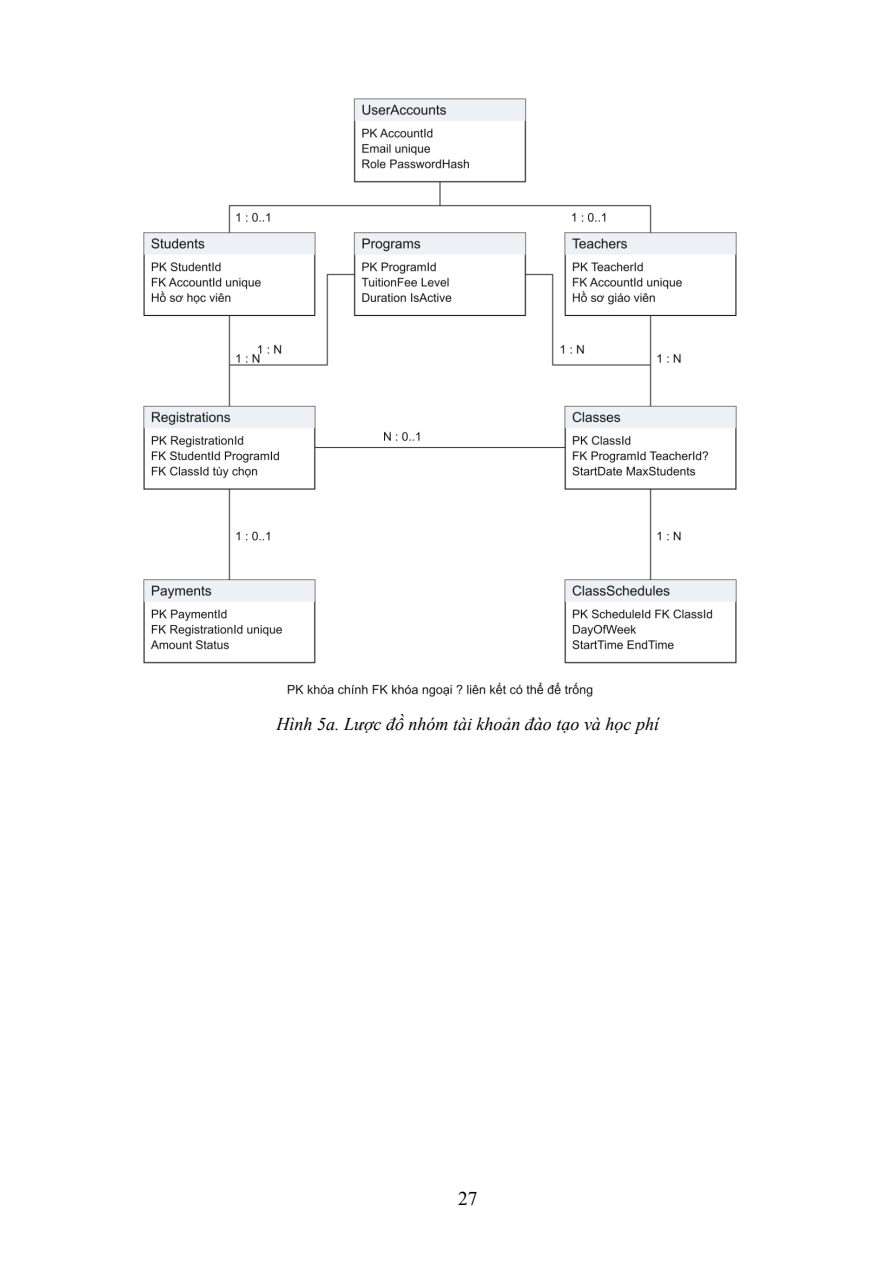 UserAccounts
PK AccountId
Email unique
Role PasswordHash
1 : 0..1
1 : 0..1
Students
PK StudentId
FK AccountId unique
Hồ sơ học viên
Programs
PK ProgramId
TuitionFee Level
Duration IsActive
Teachers
PK TeacherId
FK AccountId unique
Hồ sơ giáo viên
1 : N
1 : N
1 : N
1 : N
Registrations
PK RegistrationId
FK StudentId ProgramId
FK ClassId tùy chọn
N : 0..1
Classes
PK ClassId
FK ProgramId TeacherId?
StartDate MaxStudents
1 : 0..1
1 : N
Payments
PK PaymentId
FK RegistrationId unique
Amount Status
ClassSchedules
PK ScheduleId FK ClassId
DayOfWeek
StartTime EndTime
PK khóa chính FK khóa ngoại ? liên kết có thể để trống
Hình 5a. Lược đồ nhóm tài khoản đào tạo và học phí
27